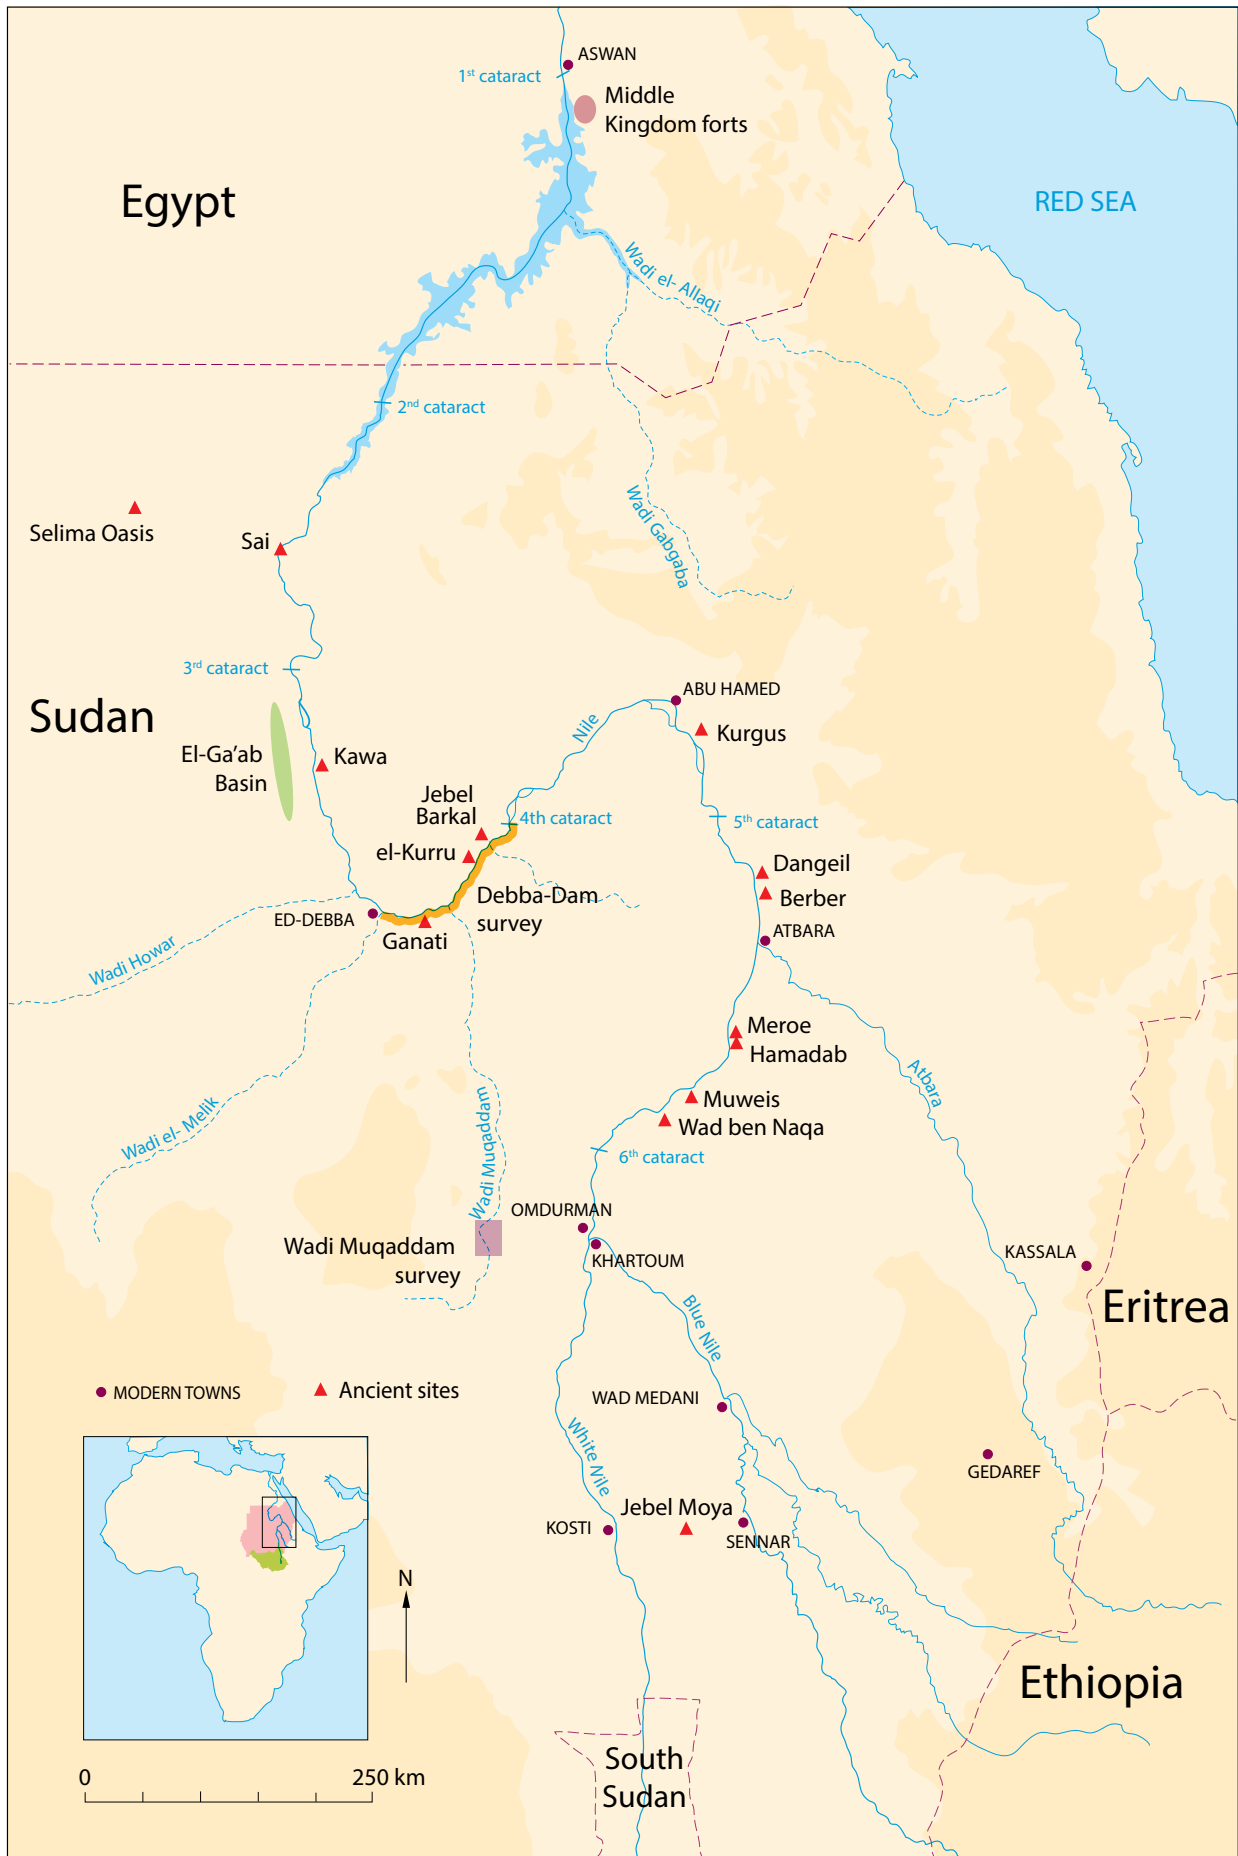 ASWAN
1st cataract
Middle
Kingdom forts
Egypt
RED SEA
Wadi el- Allaqi
2nd cataract
Wadi Gabgaba
Selima Oasis
Sai
3rd cataract
ABU HAMED
Sudan
Nile
Kurgus
El-Ga'ab
Basin
Kawa
Jebel
Barkal
4th cataract
5th cataract
el-Kurru
Dangeil
Debba-Dam
survey
Berber
ED-DEBBA
Ganati
ATBARA
Wadi Howar
Meroe
Hamadab
Atbara
Muweis
Wad ben Naqa
Wadi el- Melik
Wadi Muqaddam
6th cataract
OMDURMAN
Wadi Muqaddam
survey
KHARTOUM
KASSALA
Eritrea
Blue Nile
MODERN TOWNS
Ancient sites
WAD MEDANI
White Nile
GEDAREF
Jebel Moya
KOSTI
SENNAR
N
Ethiopia
South
Sudan
0
250 km